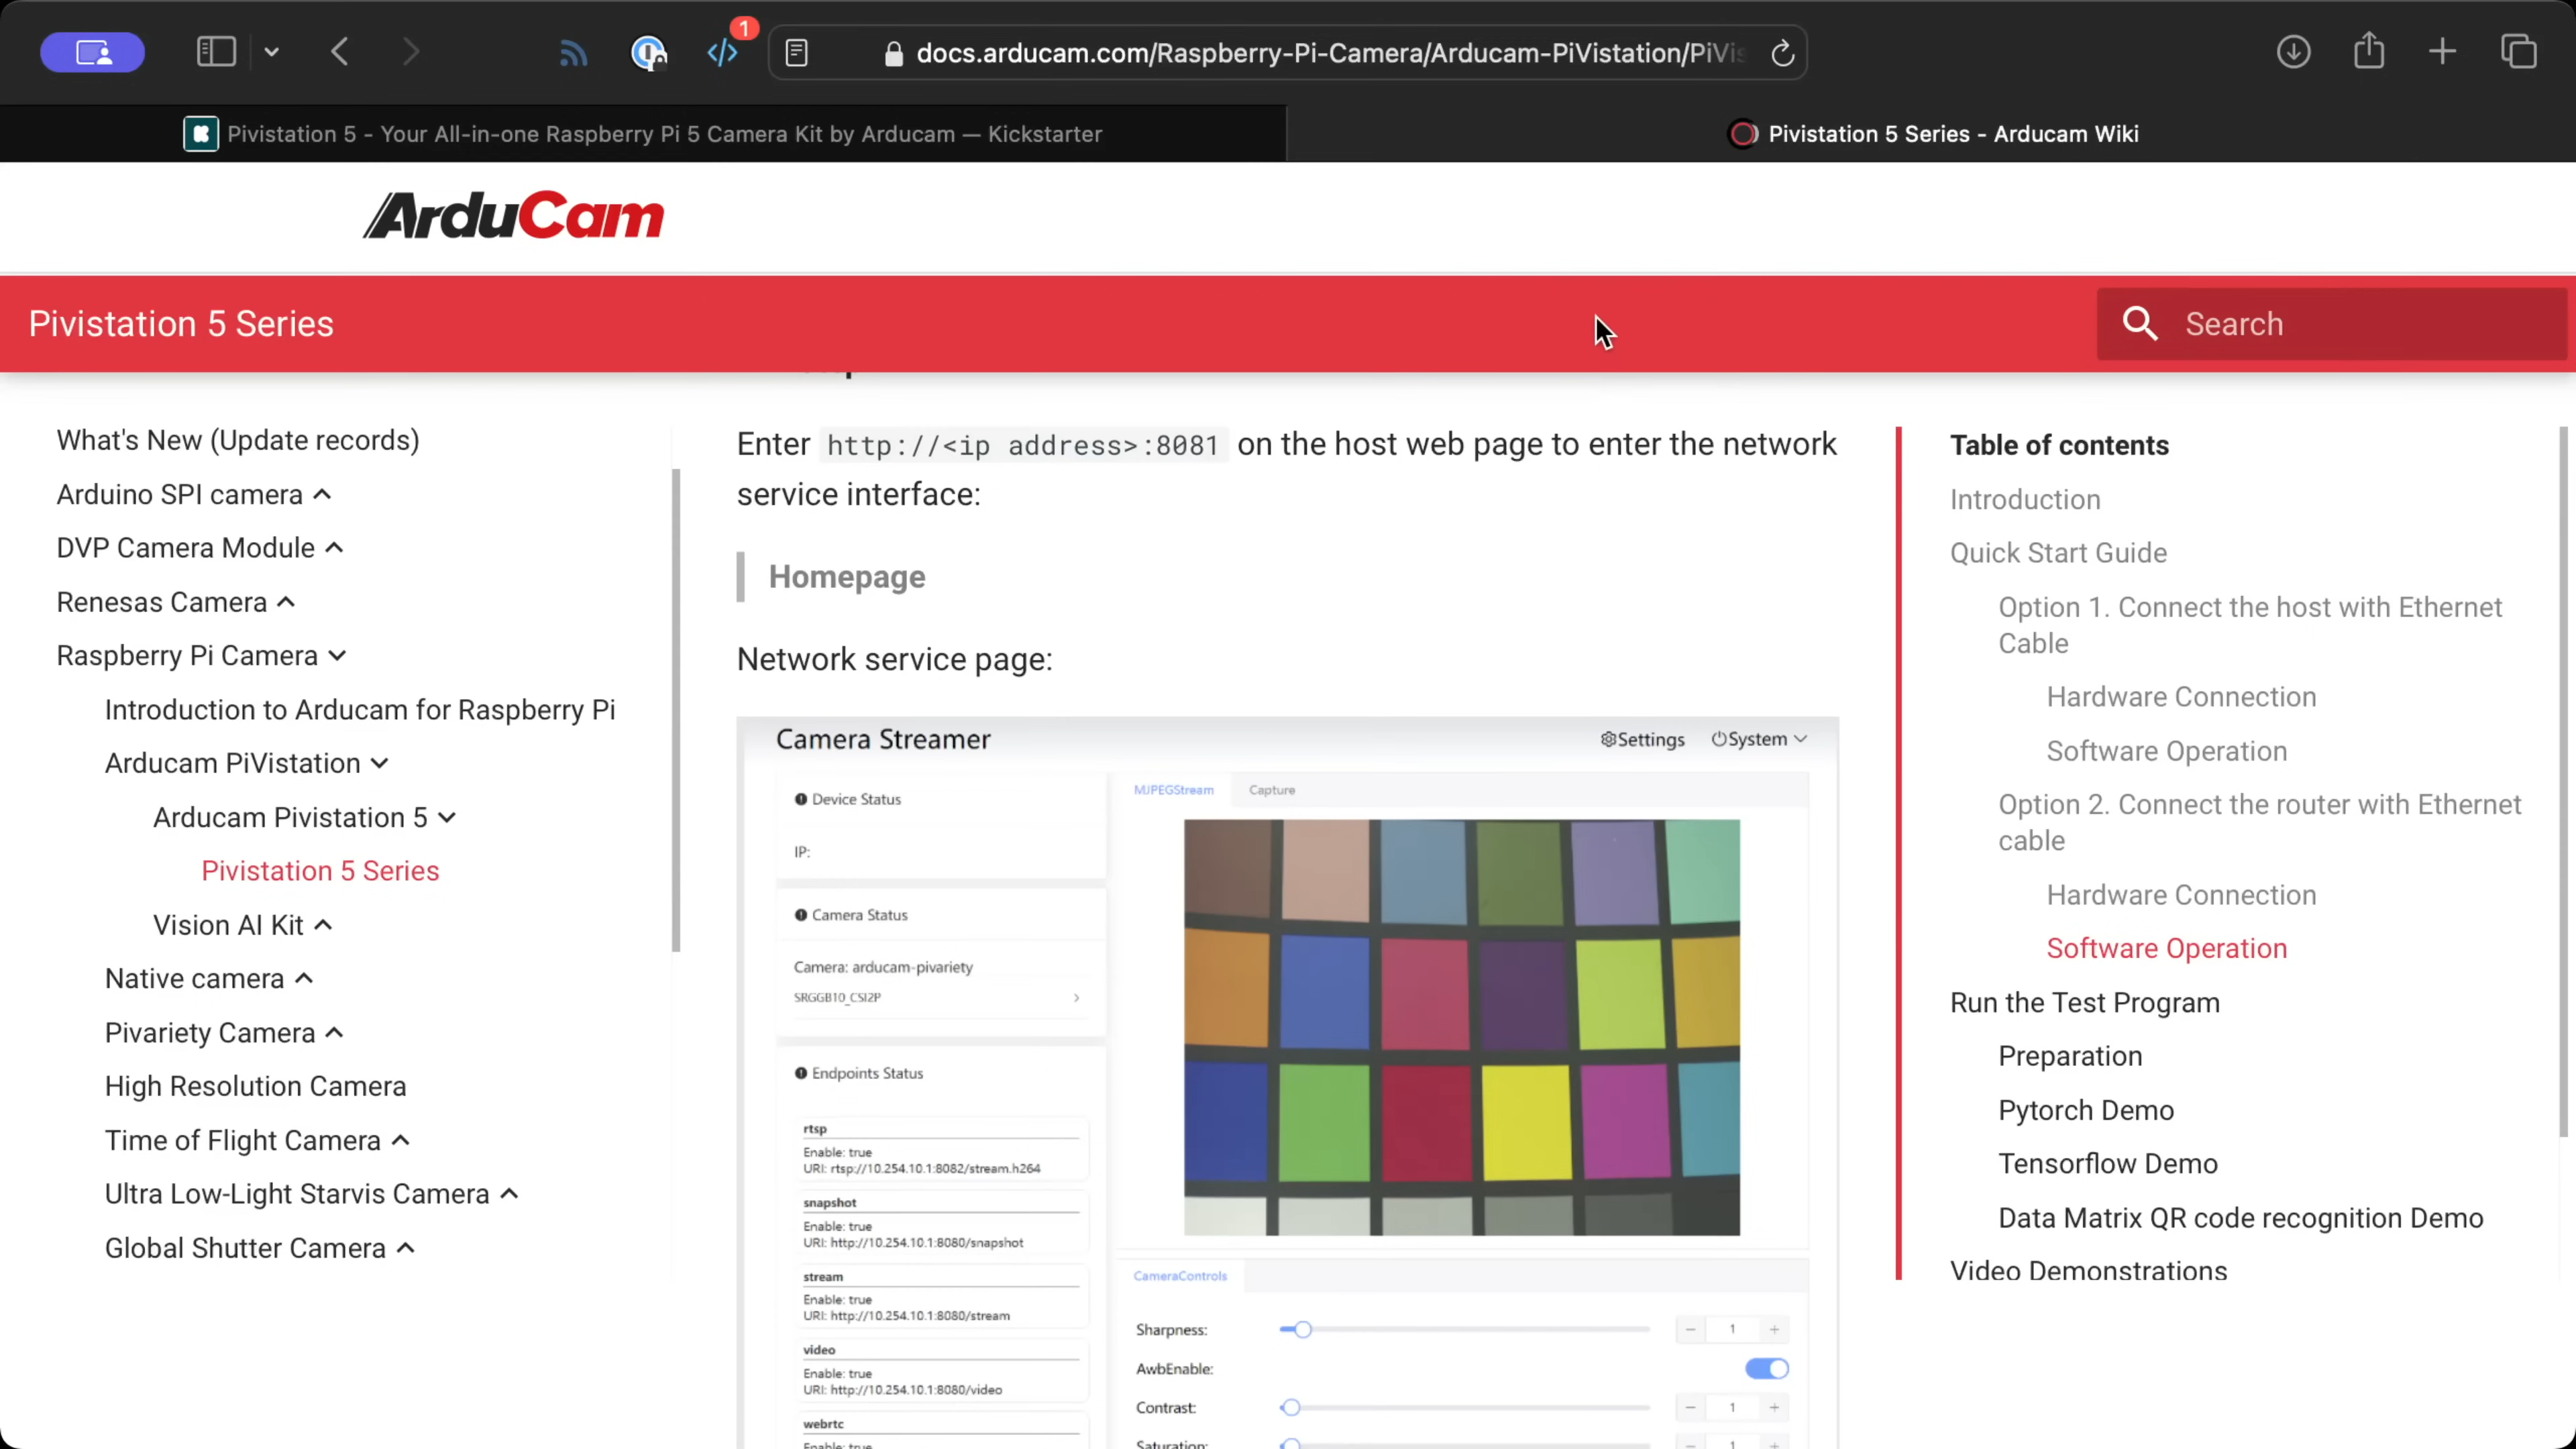 1
docs.arducam.com/Raspberry-Pi-Camera/Arducam-PiVistation/PiVis
Pivistation 5 - Your All-in-one Raspberry Pi 5 Camera Kit by Arducam — Kickstarter
Pivistation 5 Series - Arducam Wiki
ArduCam
Pivistation 5 Series
Search
What's New (Update records)
Arduino SPI camera
DVP Camera Module
Renesas Camera
Raspberry Pi Camera
Introduction to Arducam for Raspberry Pi
Arducam PiVistation
Arducam Pivistation 5
Pivistation 5 Series
Vision AI Kit
Native camera
Pivariety Camera
High Resolution Camera
Time of Flight Camera
Ultra Low-Light Starvis Camera
Global Shutter Camera
Enter http://<ip address>:8081 on the host web page to enter the network
service interface:
Homepage
Network service page:
Camera Streamer
Settings
System
Device Status
IP:
Camera Status
Camera: arducam-pivariety
SRGGB10_CSI2P
Endpoints Status
rtsp
Enable: true
URI: rtsp://10.254.10.1:8082/stream.h264
snapshot
Enable: true
URI: http://10.254.10.1:8080/snapshot
stream
Enable: true
URI: http://10.254.10.1:8080/stream
video
Enable: true
URI: http://10.254.10.1:8080/video
webrtc
Enable: true
MJPEGStream
Capture
CameraControls
Sharpness:
1
AwbEnable:
Contrast:
1
Saturation:
1
Table of contents
Introduction
Quick Start Guide
Option 1. Connect the host with Ethernet
Cable
Hardware Connection
Software Operation
Option 2. Connect the router with Ethernet
cable
Hardware Connection
Software Operation
Run the Test Program
Preparation
Pytorch Demo
Tensorflow Demo
Data Matrix QR code recognition Demo
Video Demonstrations